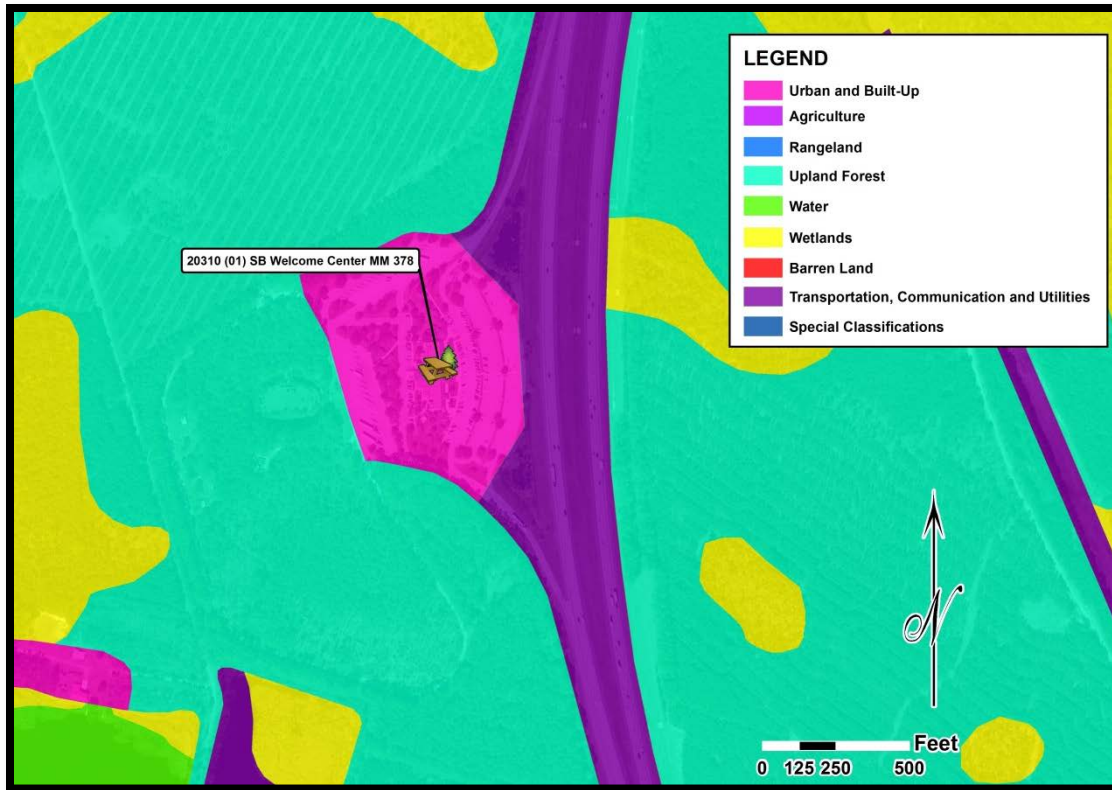 LEGEND
Urban and Built-Up
Agriculture
Rangeland
Upland Forest
Water
Wetlands
Barren Land
Transportation, Communication and Utilities
Special Classifications
20310 (01) SB Welcome Center MM 378
N
Feet
0 125 250 500